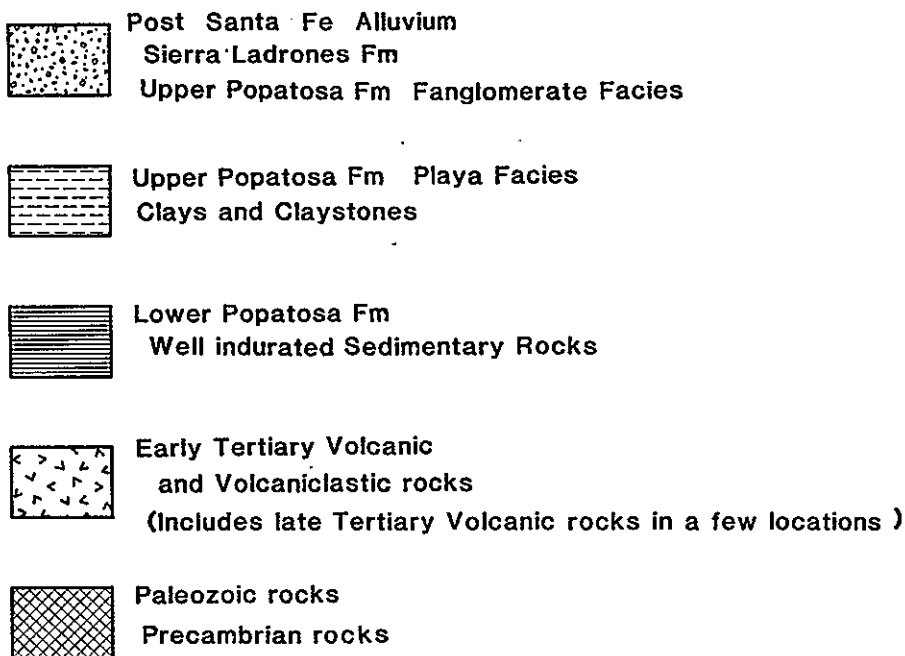 Post Santa Fe Alluvium
Sierra Ladrones Fm
Upper Popatosa Fm Fanglomerate Facies
Upper Popatosa Fm Playa Facies
Clays and Claystones
Lower Popatosa Fm
Well indurated Sedimentary Rocks
Early Tertiary Volcanic
and Volcaniclastic rocks
(Includes late Tertiary Volcanic rocks in a few locations )
Paleozoic rocks
Precambrian rocks